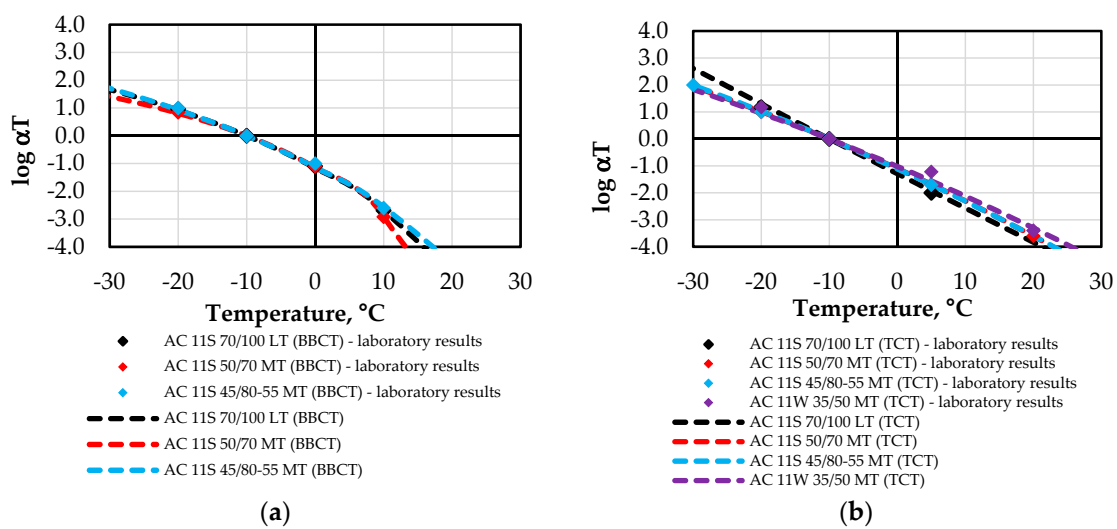 4.0
3.0
2.0
1.0
0.0
-1.0
-2.0
-3.0
-4.0
log αT
-30 -20 -10 0 10 20 30
Temperature, °C
AC 11S 70/100 LT (BBCT) - laboratory results
AC 11S 50/70 MT (BBCT) - laboratory results
AC 11S 45/80-55 MT (BBCT) - laboratory results
AC 11S 70/100 LT (BBCT)
AC 11S 50/70 MT (BBCT)
AC 11S 45/80-55 MT (BBCT)
(a)
4.0
3.0
2.0
1.0
0.0
-1.0
-2.0
-3.0
-4.0
log αT
-30 -20 -10 0 10 20 30
Temperature, °C
AC 11S 70/100 LT (TCT) - laboratory results
AC 11S 50/70 MT (TCT) - laboratory results
AC 11S 45/80-55 MT (TCT) - laboratory results
AC 11W 35/50 MT (TCT) - laboratory results
AC 11S 70/100 LT (TCT)
AC 11S 50/70 MT (TCT)
AC 11S 45/80-55 MT (TCT)
AC 11W 35/50 MT (TCT)
(b)